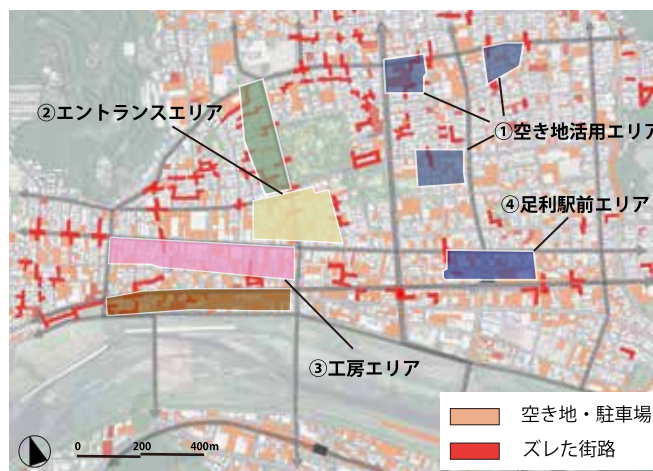 ②エントランスエリア
①空き地活用エリア
④足利駅前エリア
③工房エリア
空き地・駐車場
ズレた街路
0 200 400m